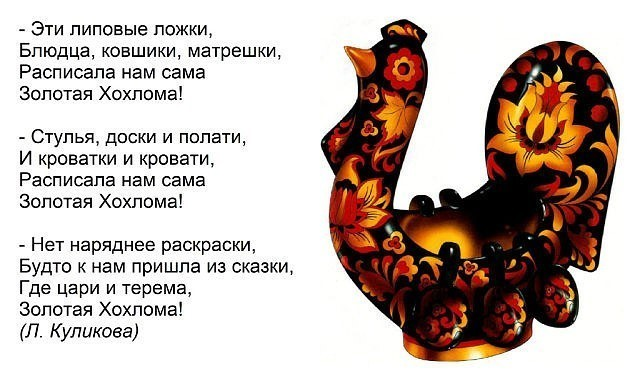 - Эти липовые ложки,
Блюдца, ковшики, матрешки,
Расписала нам сама
Золотая Хохлома!
- Стулья, доски и полати,
И кроватки и кровати,
Расписала нам сама
Золотая Хохлома!
- Нет наряднее раскраски,
Будто к нам пришла из сказки,
Где цари и терема,
Золотая Хохлома!
(Л. Куликова)